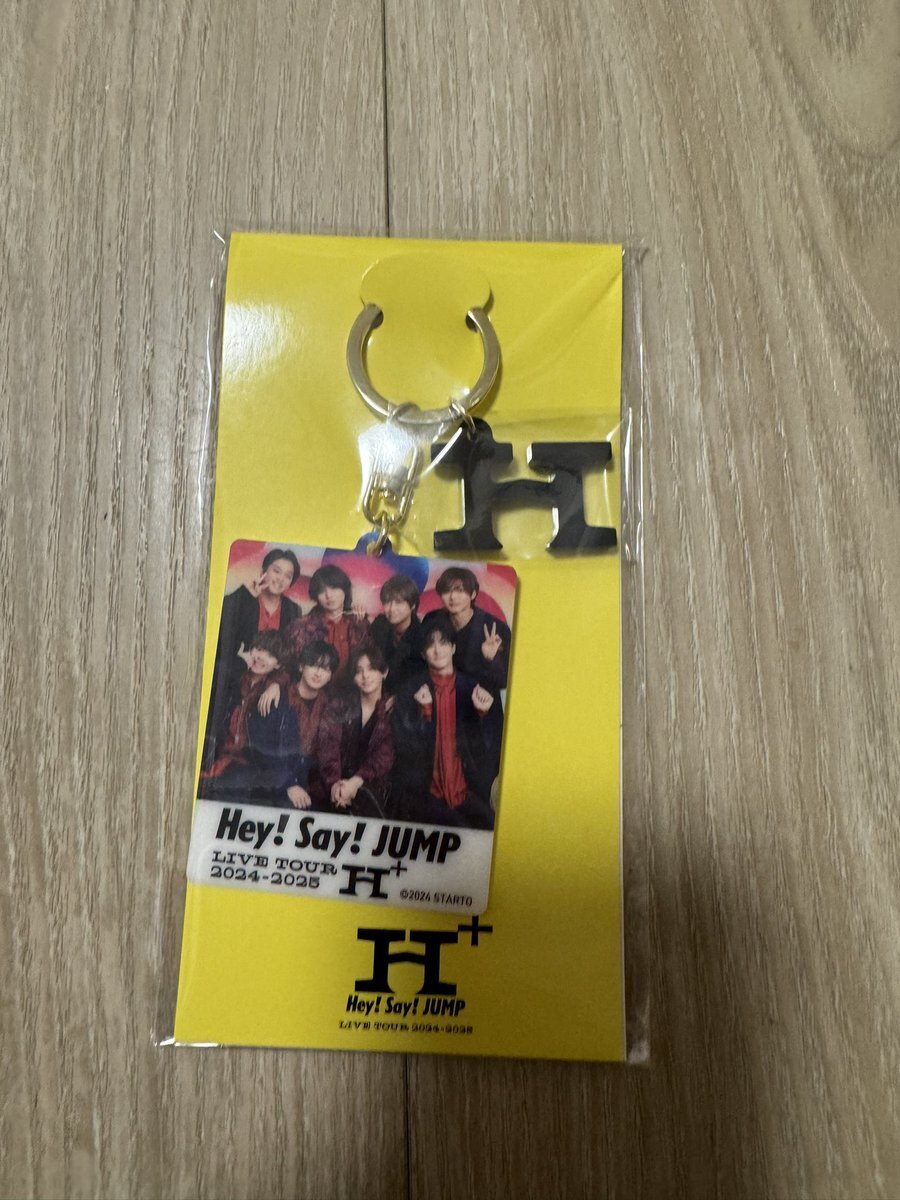 H
Hey! Say! JUMP
LIVE TOUR
2024-2025 H+
©2024 STARTO
H+
Hey! Say! JUMP
LIVE TOUR 2024-2025